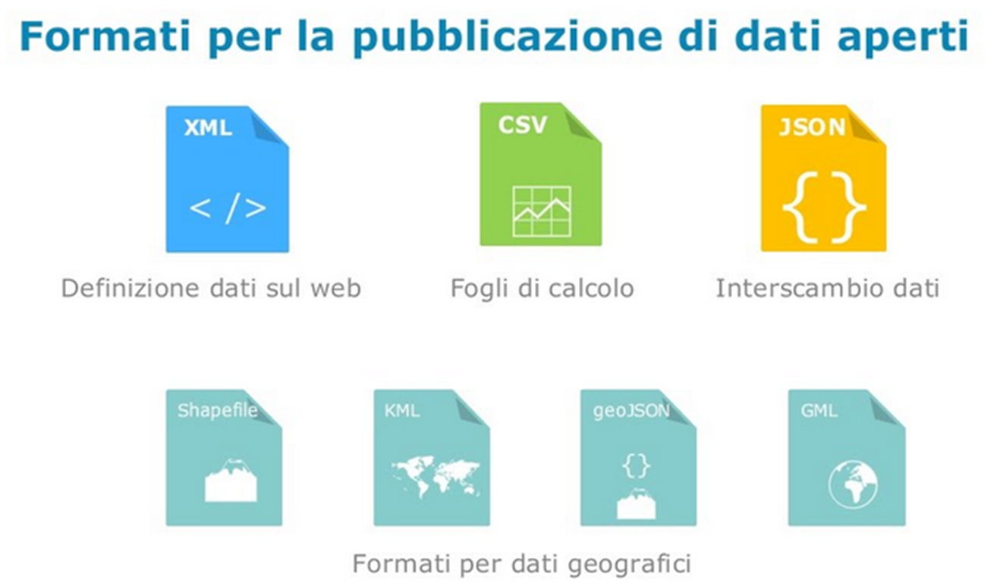 Formati per la pubblicazione di dati aperti
XML
CSV
JSON
< />
{}
Definizione dati sul web
Fogli di calcolo
Interscambio dati
Shapefile
KML
geoJSON
GML
{}
Formati per dati geografici